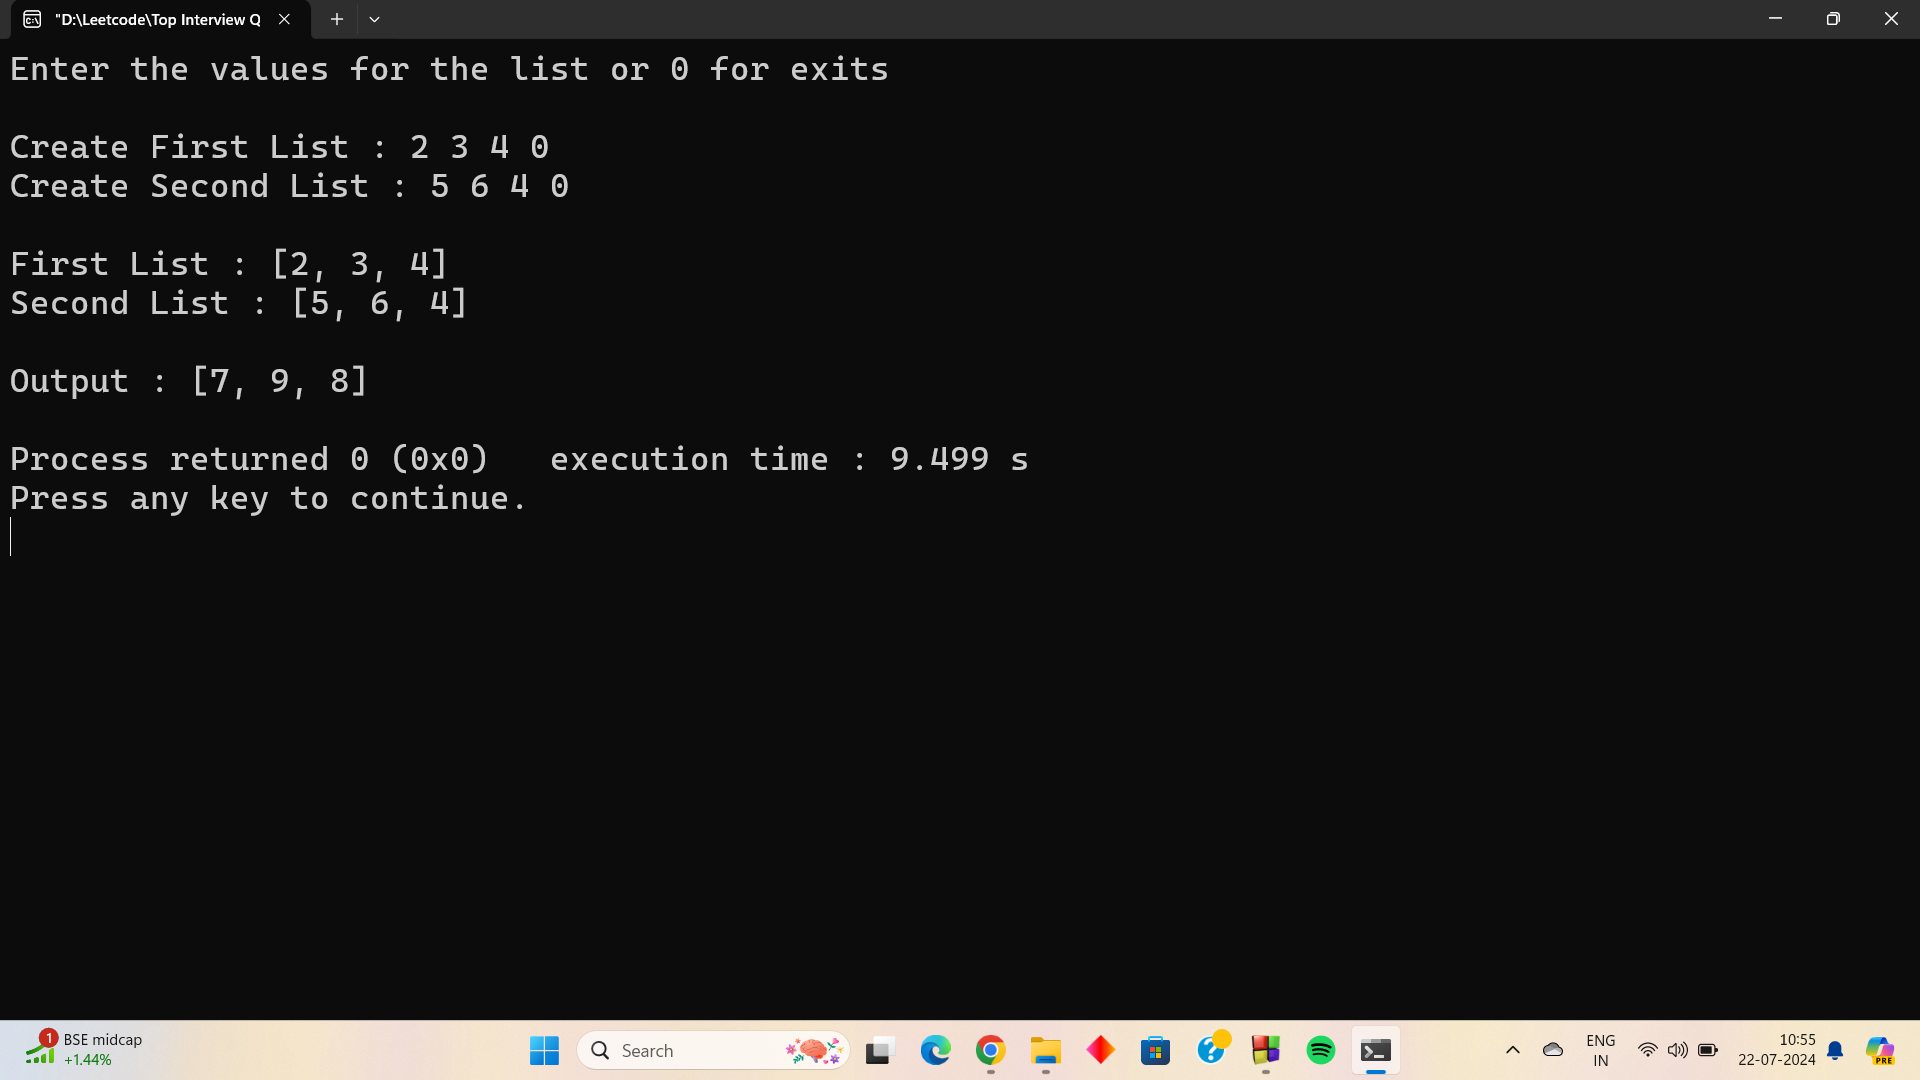 "D:\Leetcode\Top Interview Q
Enter the values for the list or 0 for exits
Create First List : 2 3 4 0
Create Second List : 5 6 4 0
First List : [2, 3, 4]
Second List : [5, 6, 4]
Output : [7, 9, 8]
Process returned 0 (0x0)   execution time : 9.499 s
Press any key to continue.
1
BSE midcap
+1.44%
Search
ENG
IN
10:55
22-07-2024
PRE